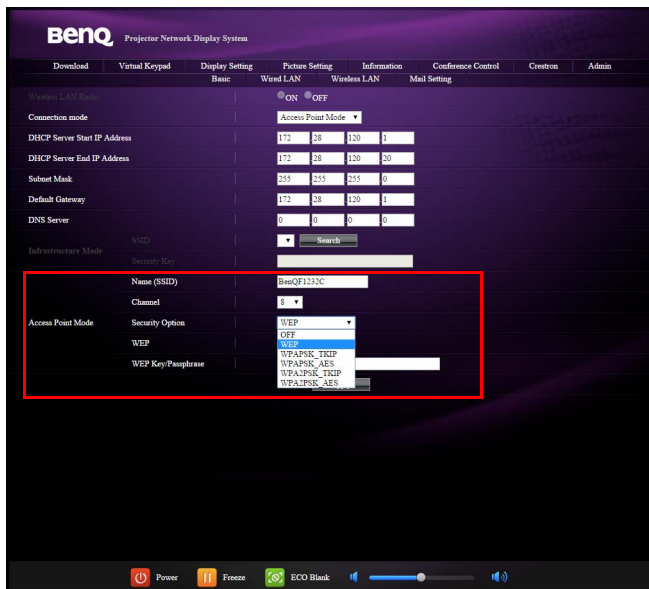 BenQ Projector Network Display System
Download Virtual Keypad Display Setting Picture Setting Information Conference Control Crestron Admin
Basic Wired LAN Wireless LAN Mail Setting
Wireless LAN Radio ON OFF
Connection mode Access Point Mode
DHCP Server Start IP Address 172 . 28 . 120 . 1
DHCP Server End IP Address 172 . 28 . 120 . 20
Subnet Mask 255 . 255 . 255 . 0
Default Gateway 172 . 28 . 120 . 1
DNS Server 0 . 0 . 0 . 0
Infrastructure Mode
SSID Search
Security Key
Name (SSID) BenQF1232C
Channel 8
Access Point Mode Security Option WEP
OFF
WEP WEP
WPAPSK_TKIP
WEP Key/Passphrase WPAPSK_AES
WPA2PSK_TKIP
WPA2PSK_AES
Power Freeze ECO Blank